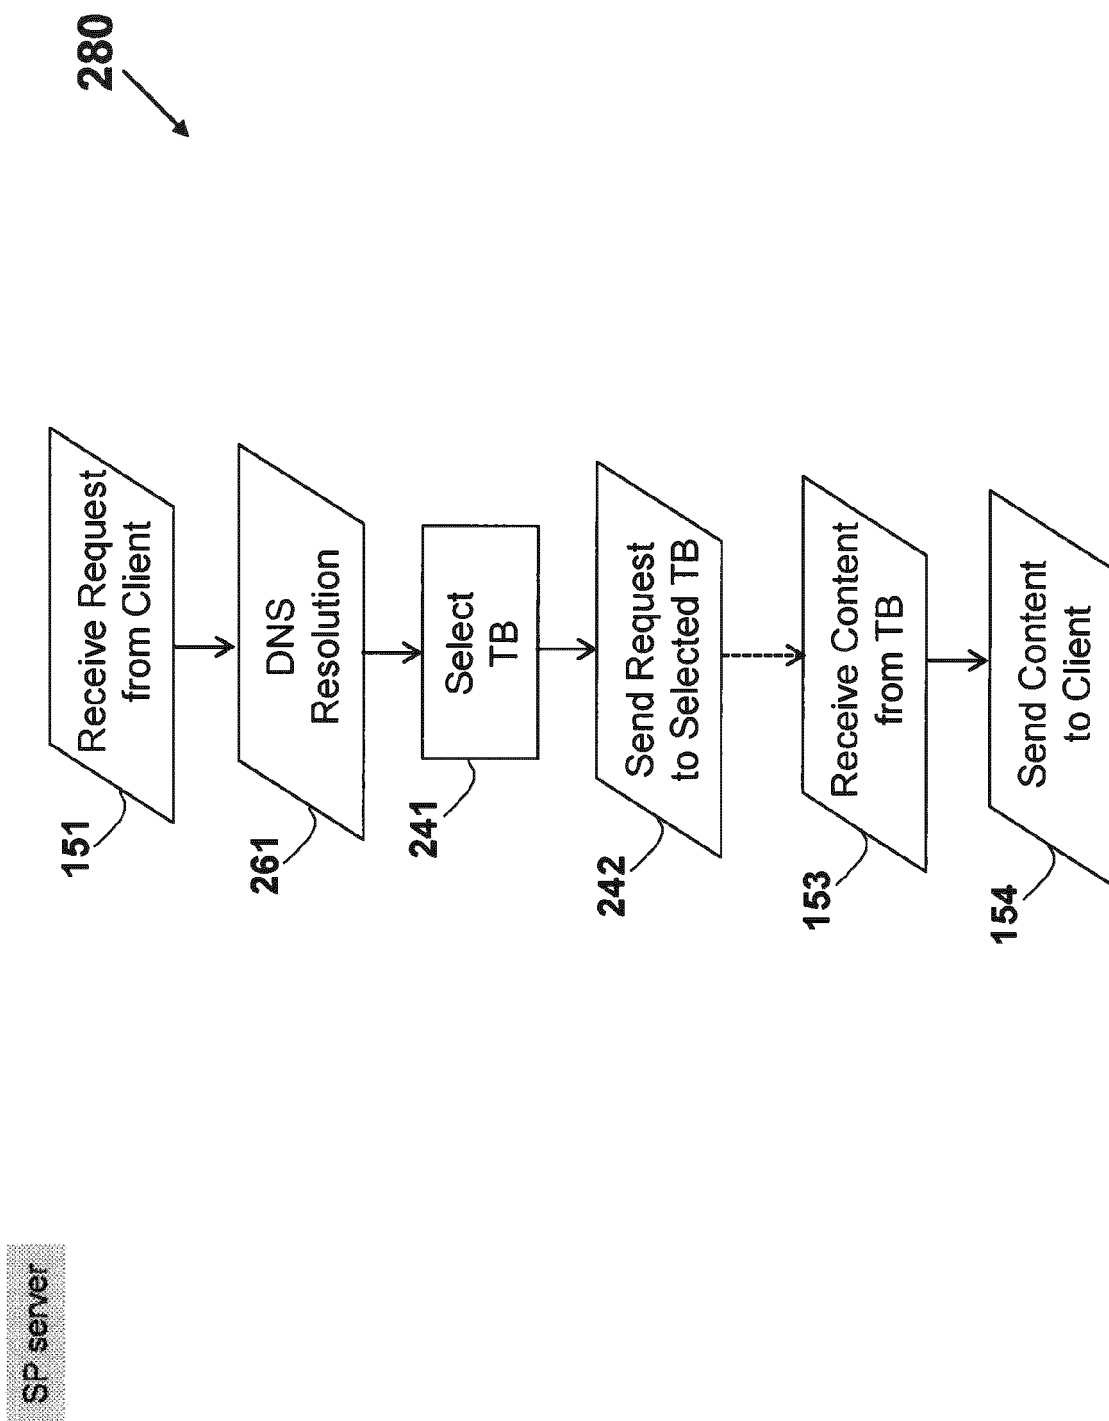 SP server
280
151
Receive Request
from Client
261
DNS
Resolution
241
Select
TB
242
Send Request
to Selected TB
153
Receive Content
from TB
154
Send Content
to Client